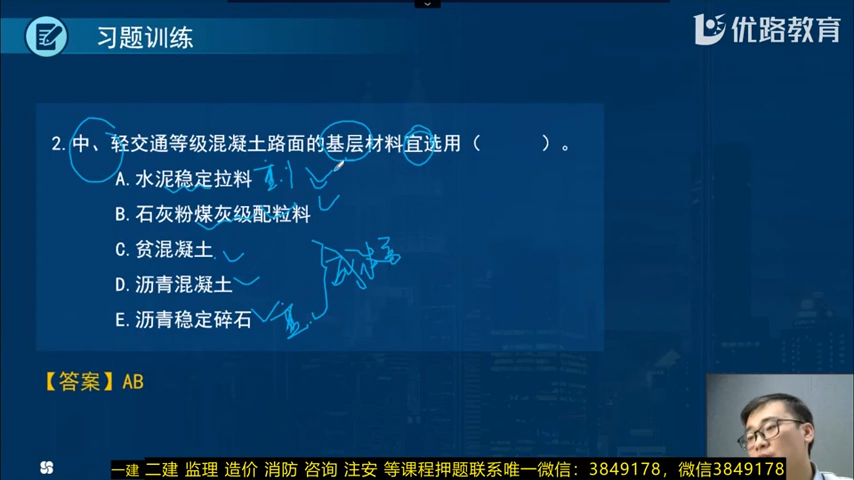 习题训练
优路教育
2.中、轻交通等级混凝土路面的基层材料宜选用（　　）。
A.水泥稳定拉料
B.石灰粉煤灰级配粒料
C.贫混凝土
D.沥青混凝土
E.沥青稳定碎石
【答案】AB
一建 二建 监理 造价 消防 咨询 注安 等课程押题联系唯一微信：3849178，微信3849178